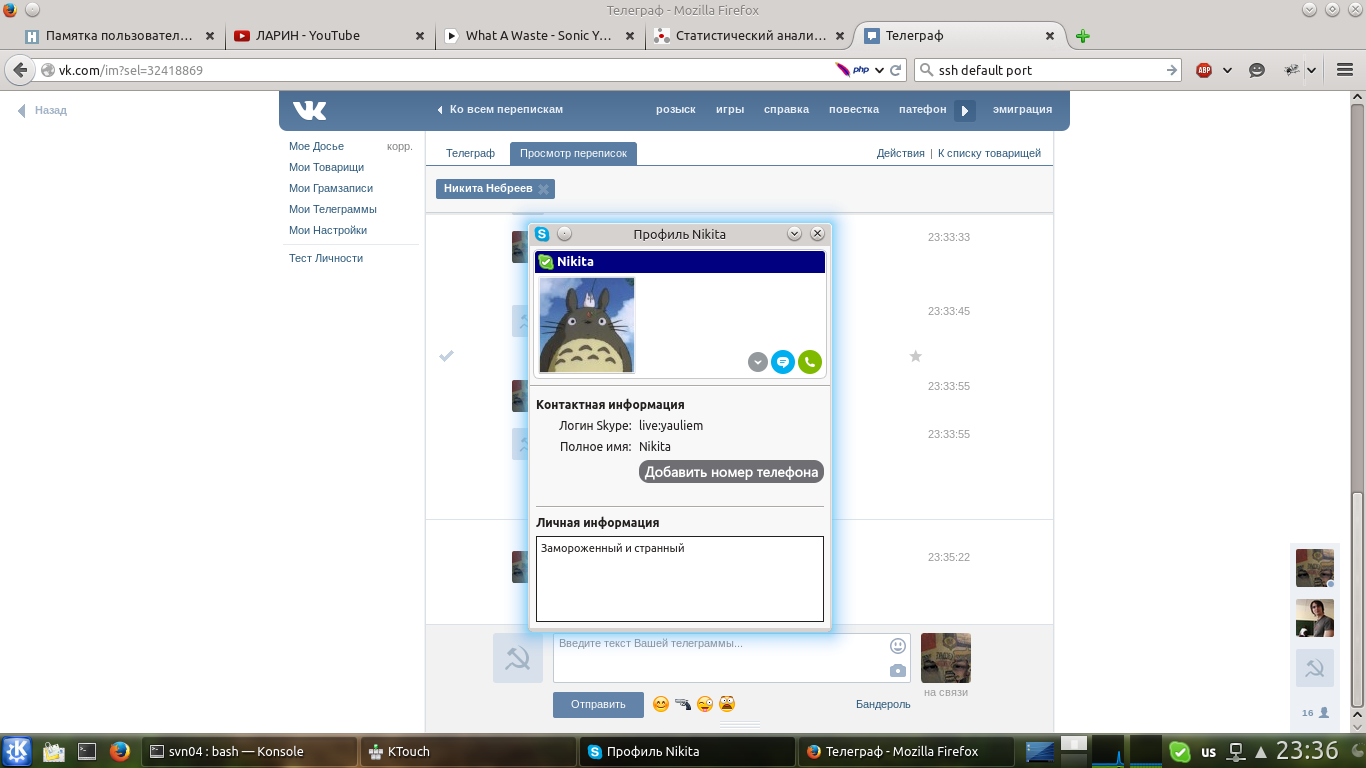 Телеграф - Mozilla Firefox
Памятка пользовател…
ЛАРИН - YouTube
What A Waste - Sonic Y…
Статистический анали…
Телеграф
vk.com/im?sel=32418869
php
ssh default port
ABP
Назад
Ко всем перепискам
розыск
игры
справка
повестка
патефон
эмиграция
Мое Досье
корр.
Мои Товарищи
Мои Грамзаписи
Мои Телеграммы
Мои Настройки
Тест Личности
Телеграф
Просмотр переписок
Действия | К списку товарищей
Никита Небреев
23:33:33
23:33:45
23:33:55
23:33:55
23:35:22
Профиль Nikita
Nikita
Контактная информация
Логин Skype: live:yauliem
Полное имя: Nikita
Добавить номер телефона
Личная информация
Замороженный и странный
Введите текст Вашей телеграммы...
на связи
Отправить
Бандероль
16
svn04 : bash — Konsole
KTouch
Профиль Nikita
Телеграф - Mozilla Firefox
us
23:36